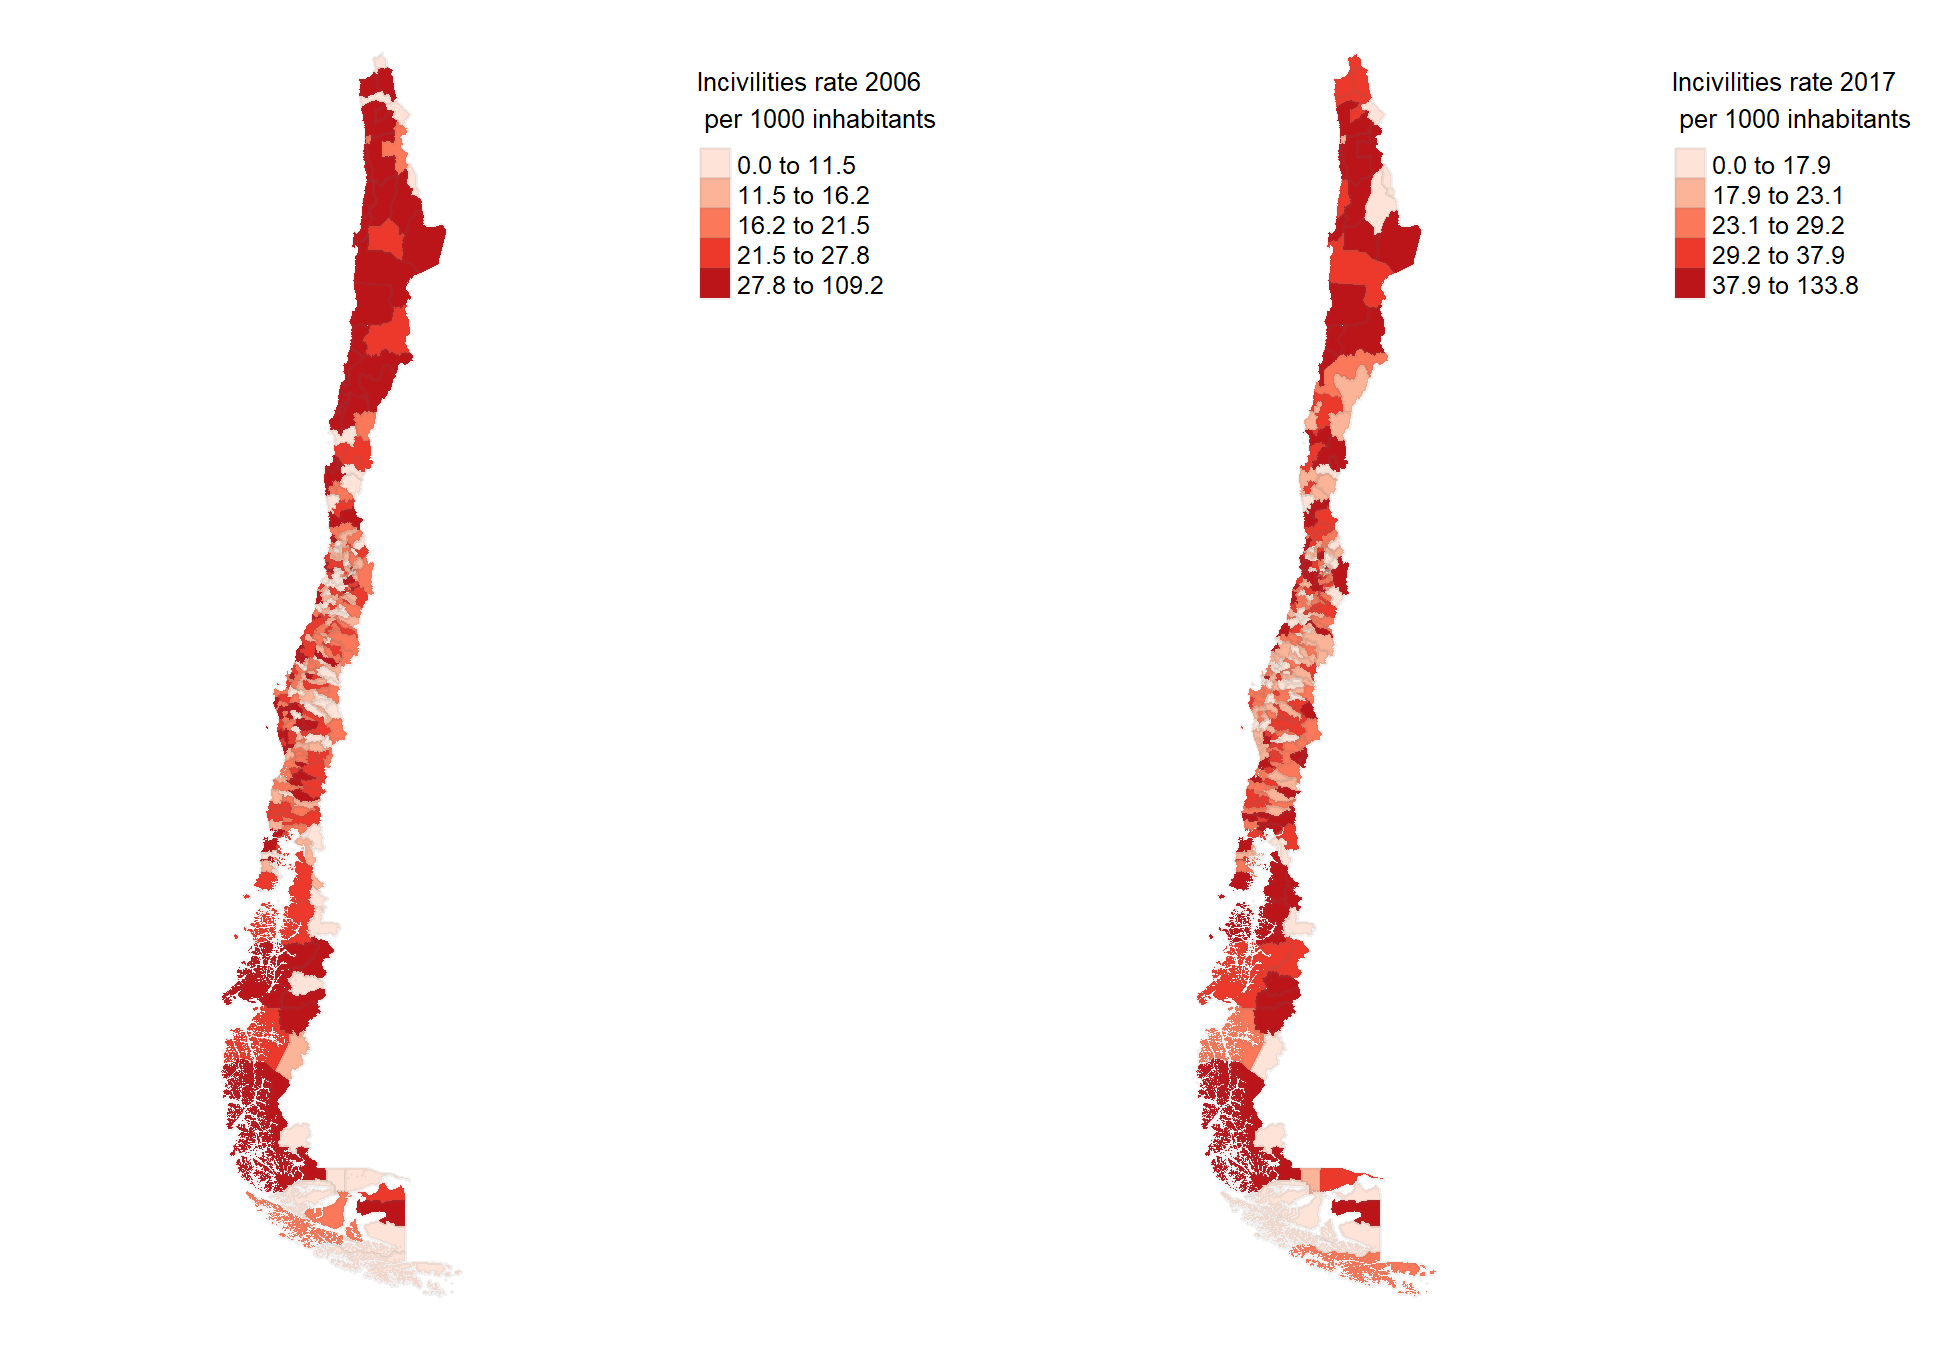 Incivilities rate 2006
per 1000 inhabitants
0.0 to 11.5
11.5 to 16.2
16.2 to 21.5
21.5 to 27.8
27.8 to 109.2
Incivilities rate 2017
per 1000 inhabitants
0.0 to 17.9
17.9 to 23.1
23.1 to 29.2
29.2 to 37.9
37.9 to 133.8